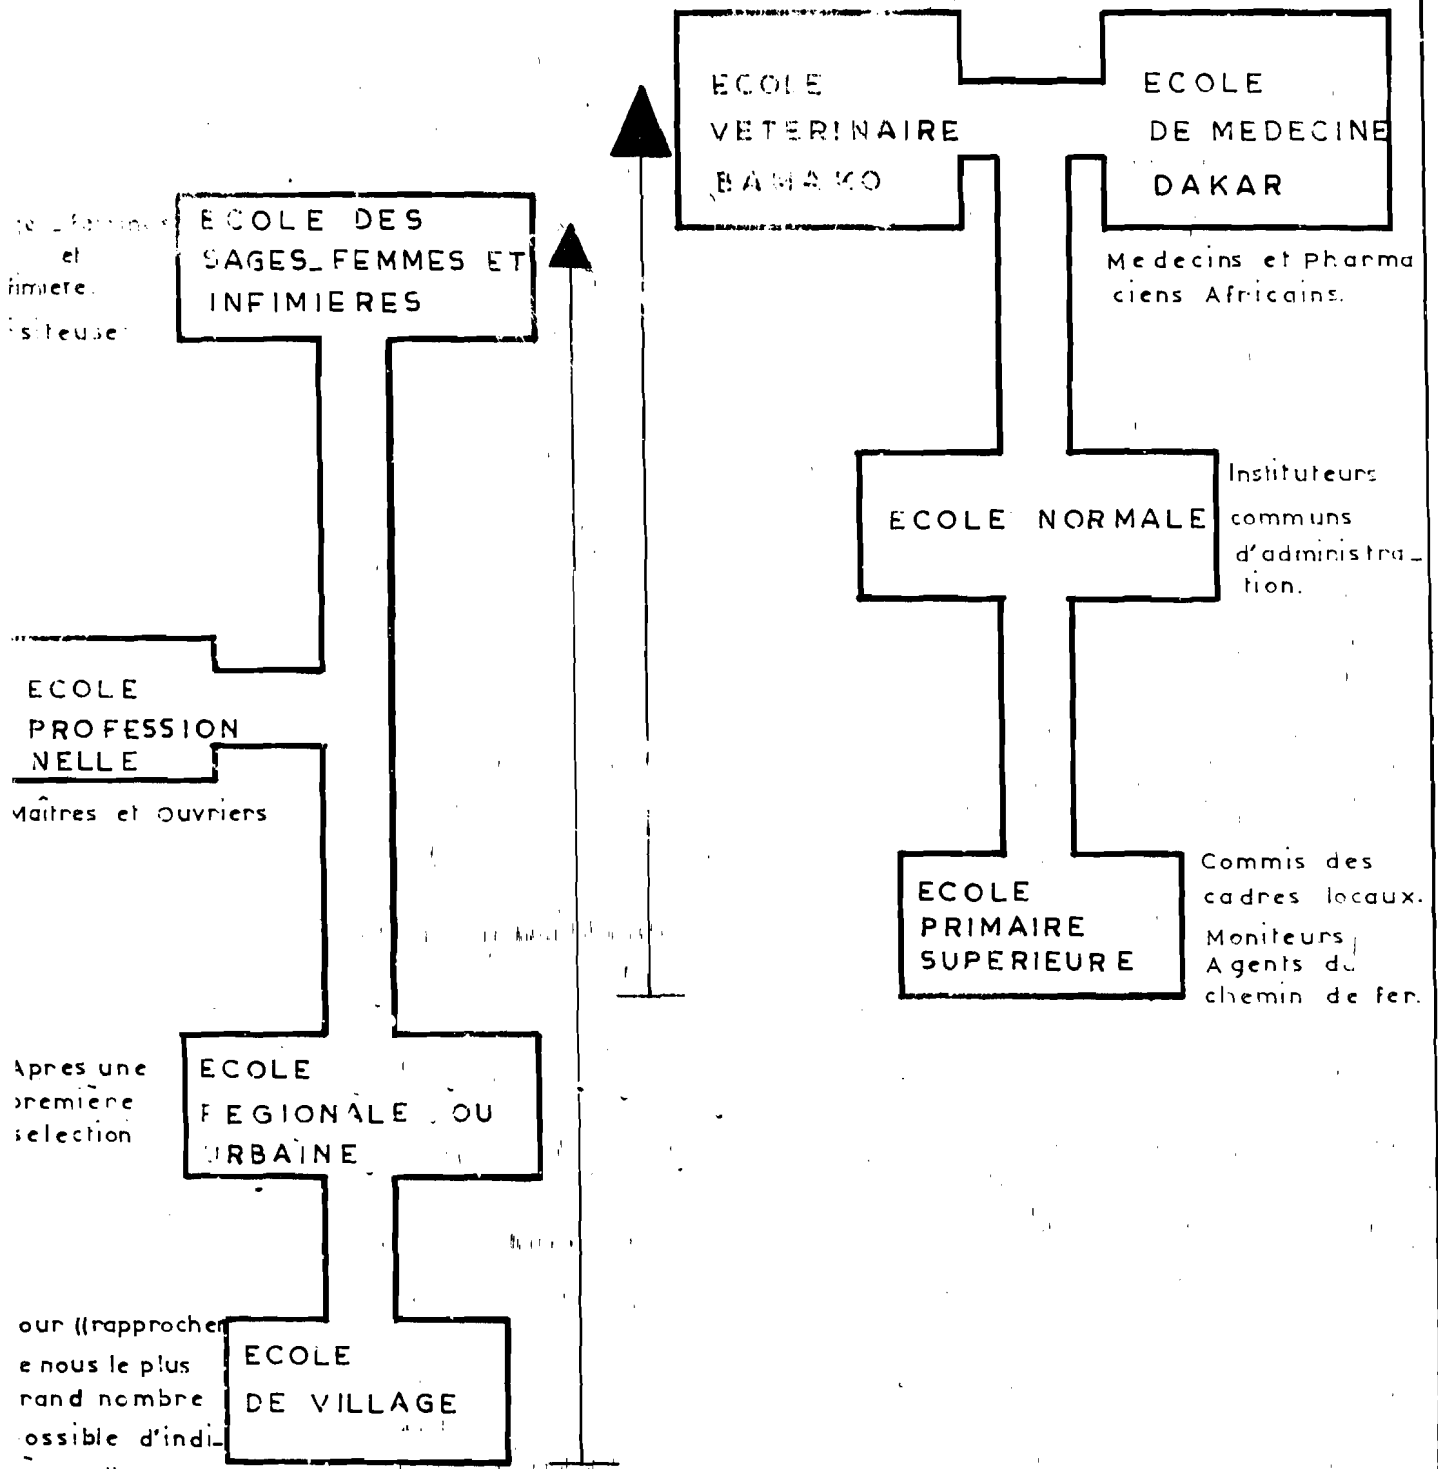 ECOLE
VETERINAIRE
BAMAKO
ECOLE
DE MEDECINE
DAKAR
Medecins et Pharma
ciens Africains.
et
ECOLE DES
SAGES_FEMMES ET
INFIMIERES
ECOLE NORMALE
Instituteurs
communs
d'administra_
tion.
ECOLE
PROFESSION
NELLE
Maîtres et Ouvriers
ECOLE
PRIMAIRE
SUPERIEURE
Commis des
cadres locaux.
Moniteurs
Agents du
chemin de fer.
Apres une
première
selection
ECOLE
REGIONALE OU
URBAINE
our ((rapprocher
e nous le plus
rand nombre
ossible d'indi_
ECOLE
DE VILLAGE